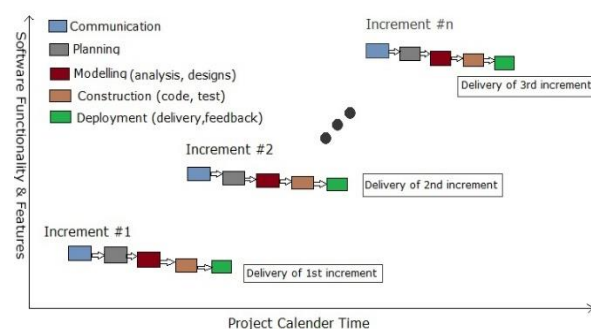 Software Functionality & Features
Communication
Planning
Modelling (analysis, designs)
Construction (code, test)
Deployment (delivery,feedback)
Increment #n
Delivery of 3rd increment
Increment #2
Delivery of 2nd increment
Increment #1
Delivery of 1st increment
Project Calender Time